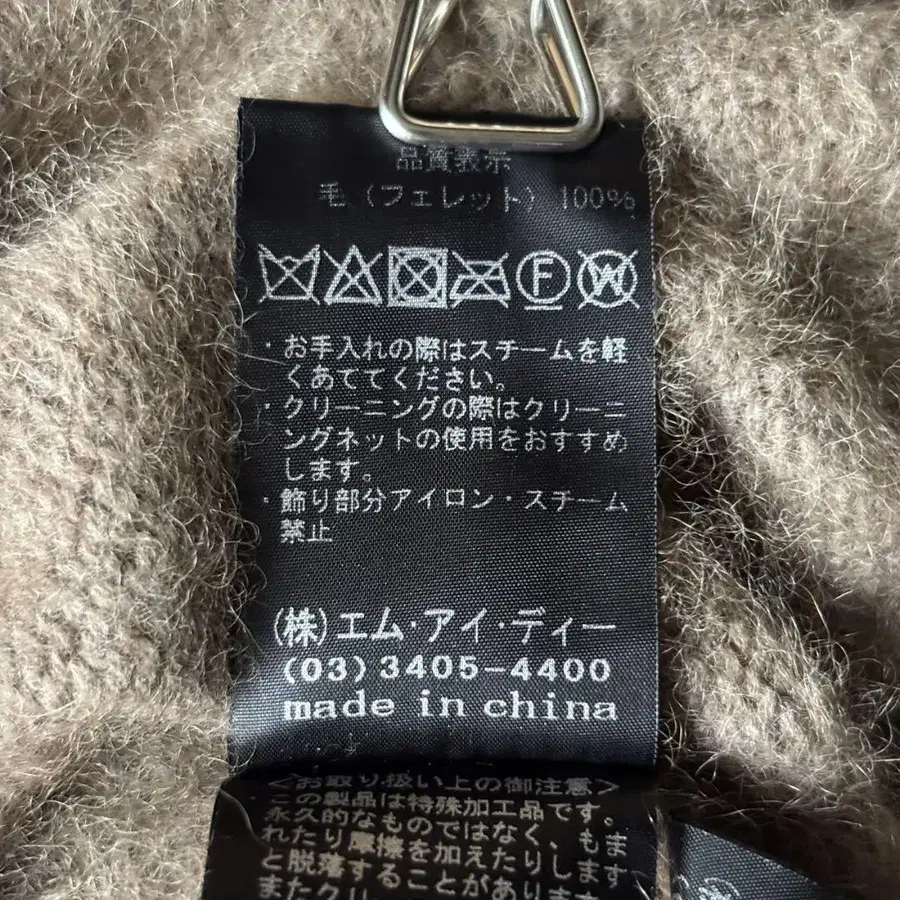 品質表示
毛（フェレット）100%
F
W
・お手入れの際はスチームを軽
くあててください。
・クリーニングの際はクリーニ
ングネットの使用をおすすめ
します。
・飾り部分アイロン・スチーム
禁止
(株)エム・アイ・ディー
(03)3405-4400
made in china
＜お取り扱い上の御注意＞
・この製品は特殊加工品です。
永久的なものではなく、もま
れたり摩擦を加えたりします
と脱落することがあります
またクリ